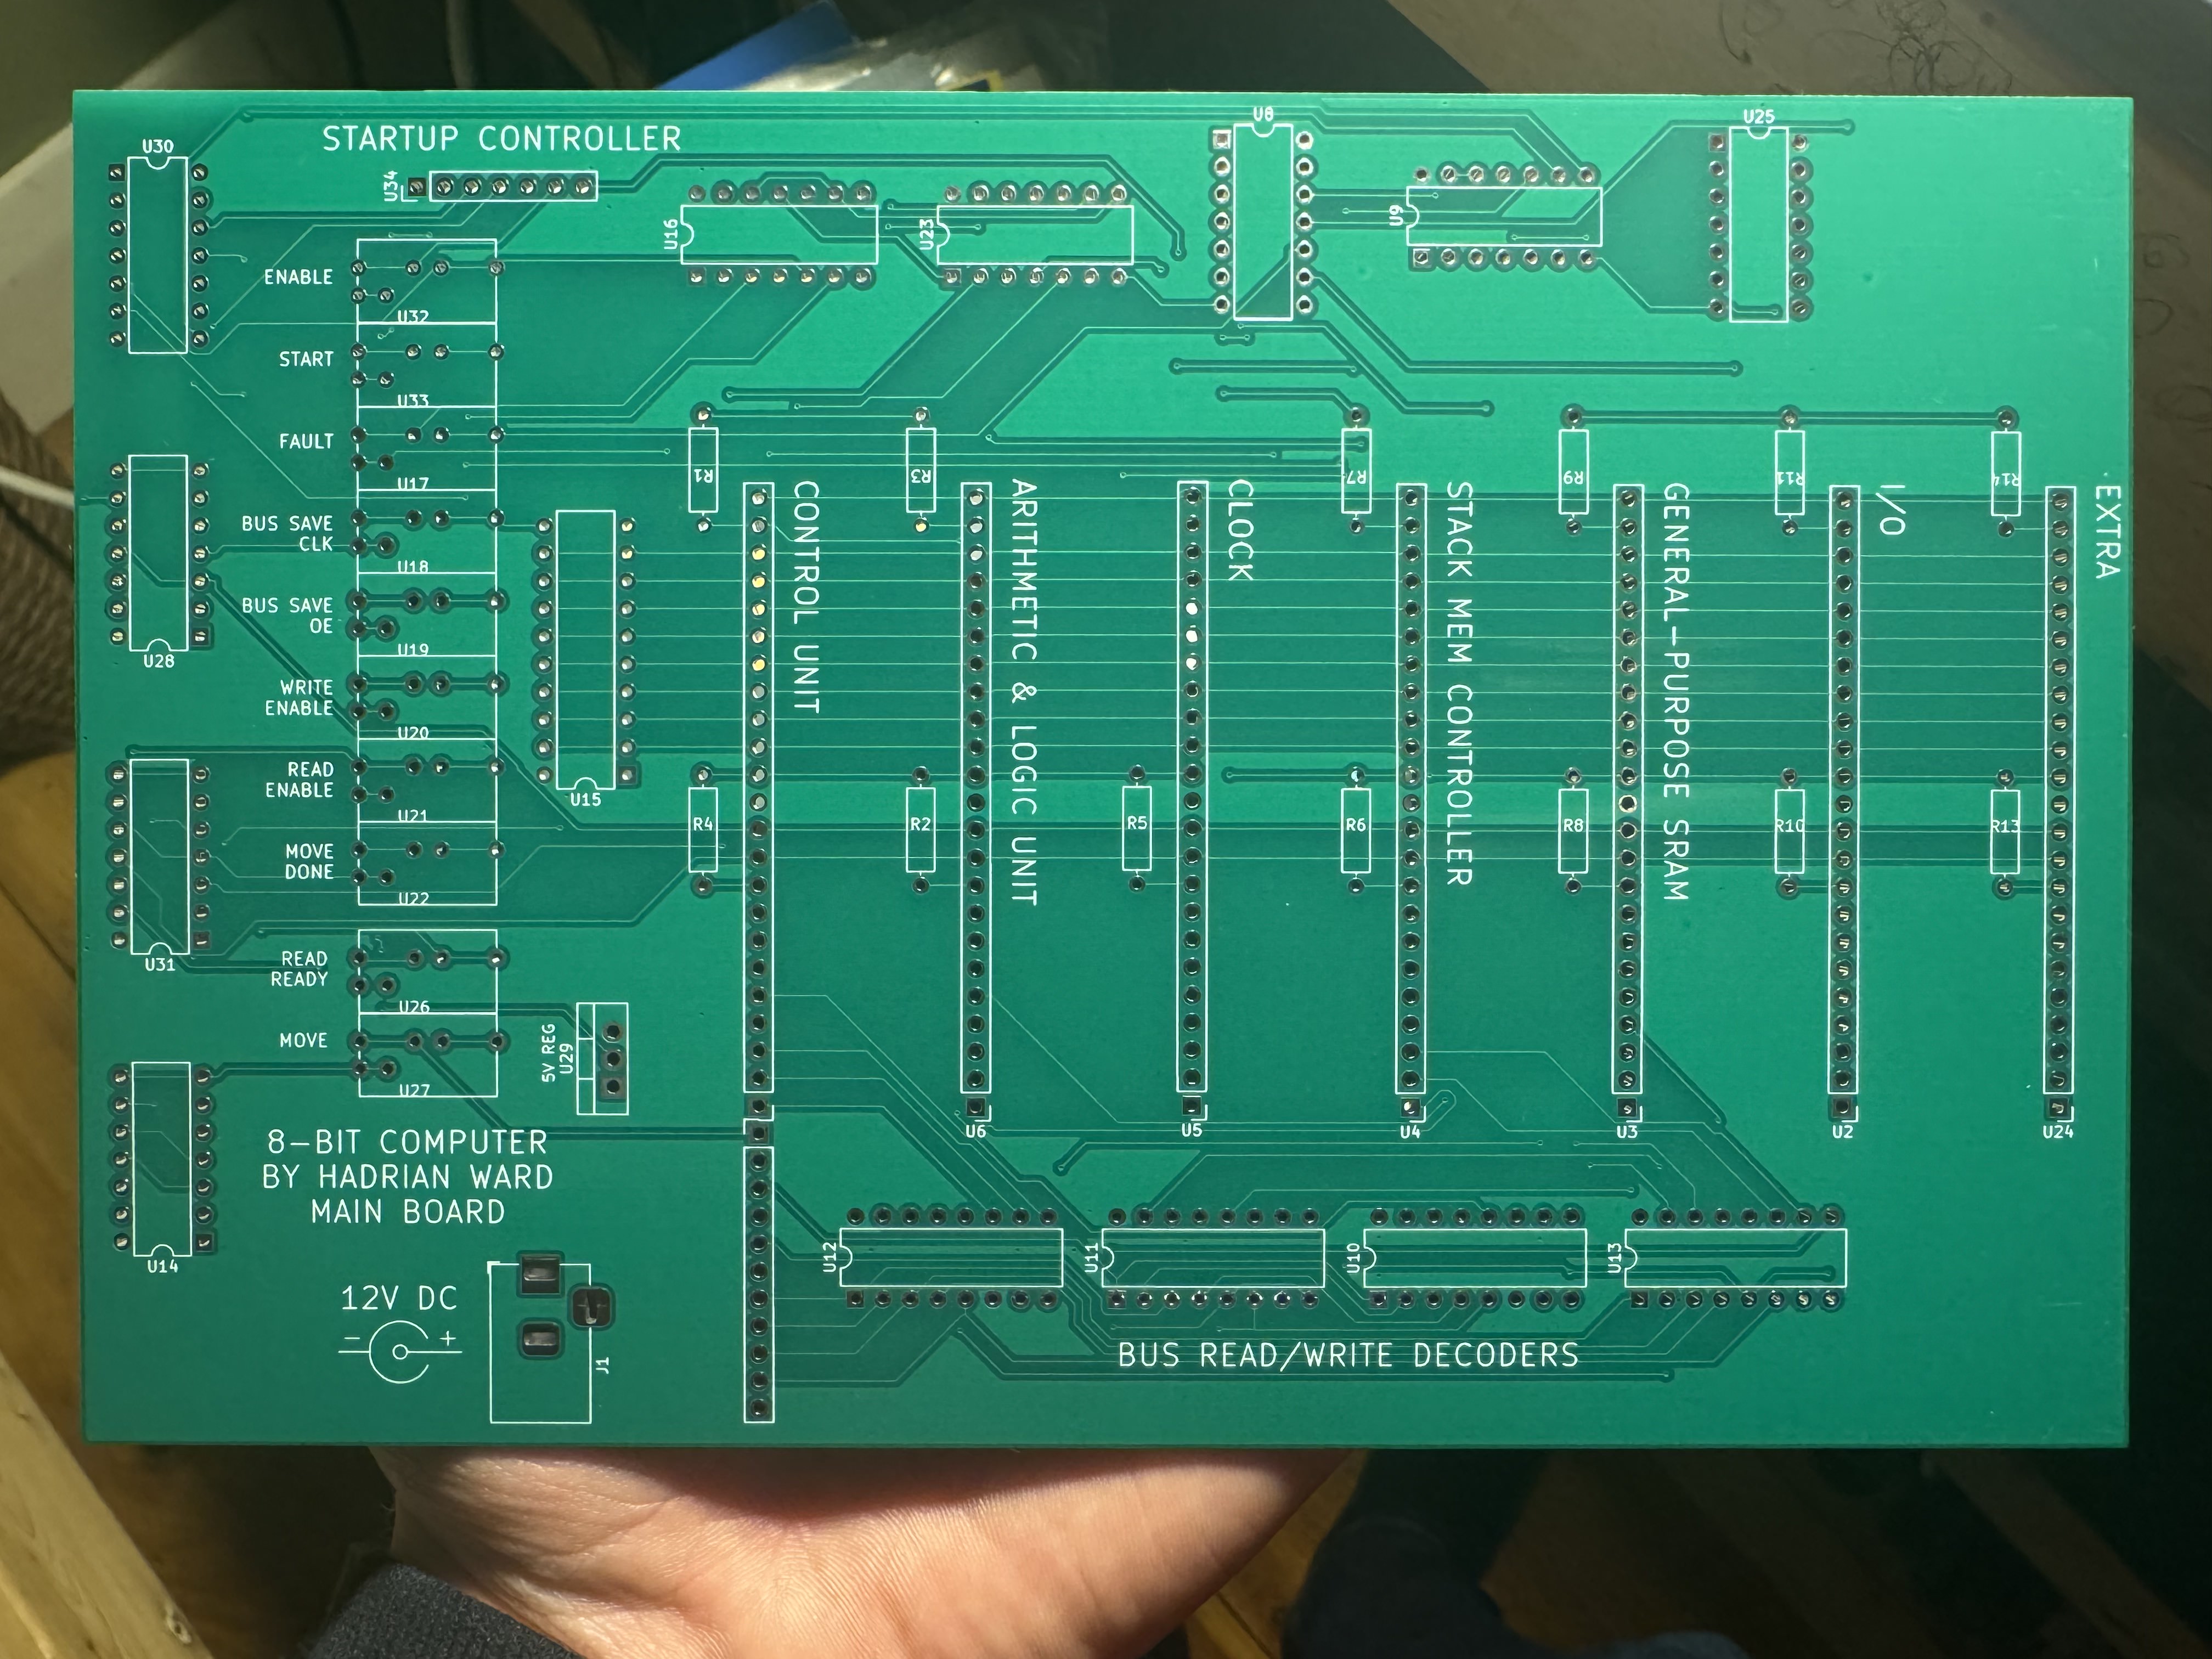 U14
U31
U28
U30
8-BIT COMPUTER
BY HADRIAN WARD
MAIN BOARD
12V DC
- +
J1
MOVE
READ
READY
MOVE
DONE
READ
ENABLE
WRITE
ENABLE
BUS SAVE
OE
BUS SAVE
CLK
FAULT
START
ENABLE
U27
U26
U22
U21
U20
U19
U18
U17
U33
U32
U34
STARTUP CONTROLLER
5V REG
U29
U15
U16
R4
R1
CONTROL UNIT
U12
R2
R3
U23
U6
ARITHMETIC & LOGIC UNIT
U11
BUS READ/WRITE DECODERS
R5
U5
CLOCK
U8
U10
R6
R7
U4
U9
STACK MEM CONTROLLER
R8
R9
U13
U3
GENERAL-PURPOSE SRAM
U25
R10
R11
U2
I/O
R13
R14
U24
EXTRA